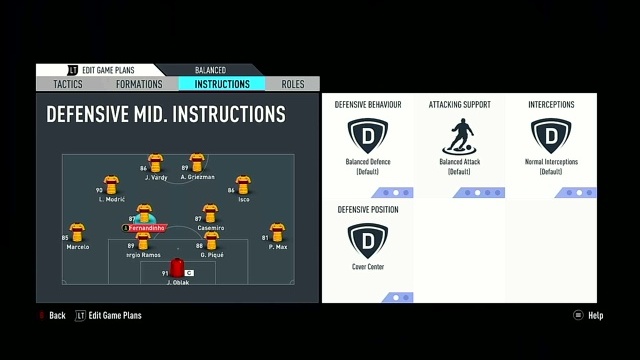 LT EDIT GAME PLANS BALANCED
TACTICS FORMATIONS INSTRUCTIONS ROLES
DEFENSIVE MID. INSTRUCTIONS
86 J. Vardy
89 A. Griezman
90 L. Modrić
86 Isco
87 Fernandinho
87 Casemiro
85 Marcelo
81 P. Max
89 ergio Ramos
88 G. Piqué
91 C
J. Oblak
DEFENSIVE BEHAVIOUR
D
Balanced Defence
(Default)
ATTACKING SUPPORT
Balanced Attack
(Default)
INTERCEPTIONS
D
Normal Interceptions
(Default)
DEFENSIVE POSITION
D
Cover Center
Back LT Edit Game Plans
Help